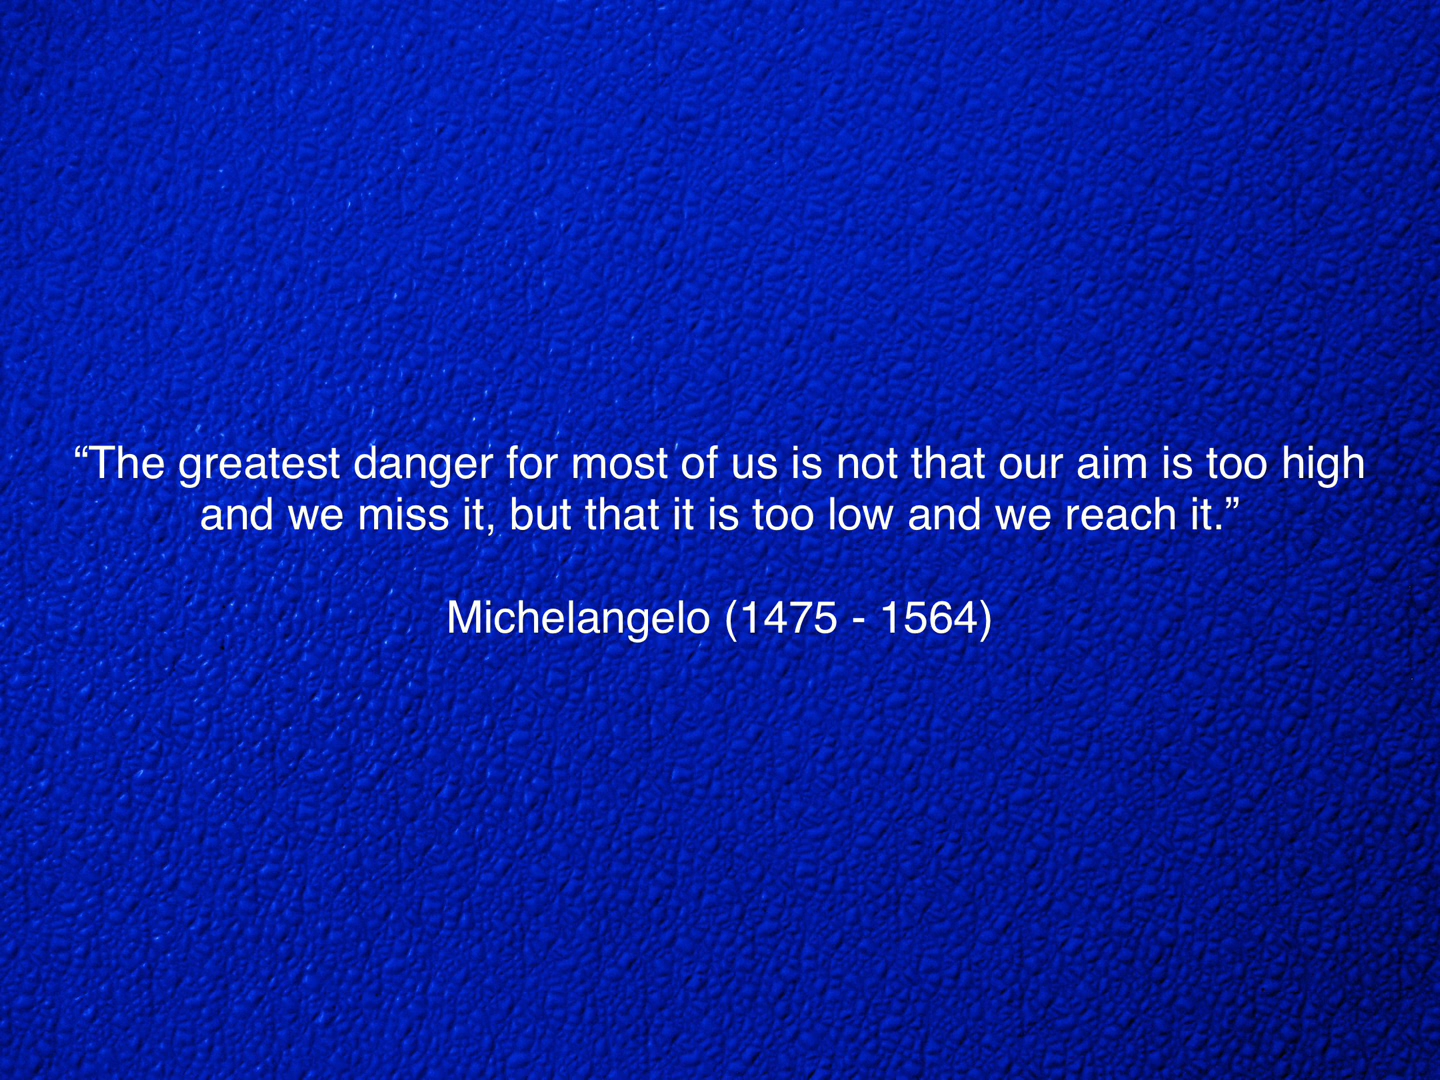 “The greatest danger for most of us is not that our aim is too high
and we miss it, but that it is too low and we reach it.”
Michelangelo (1475 - 1564)